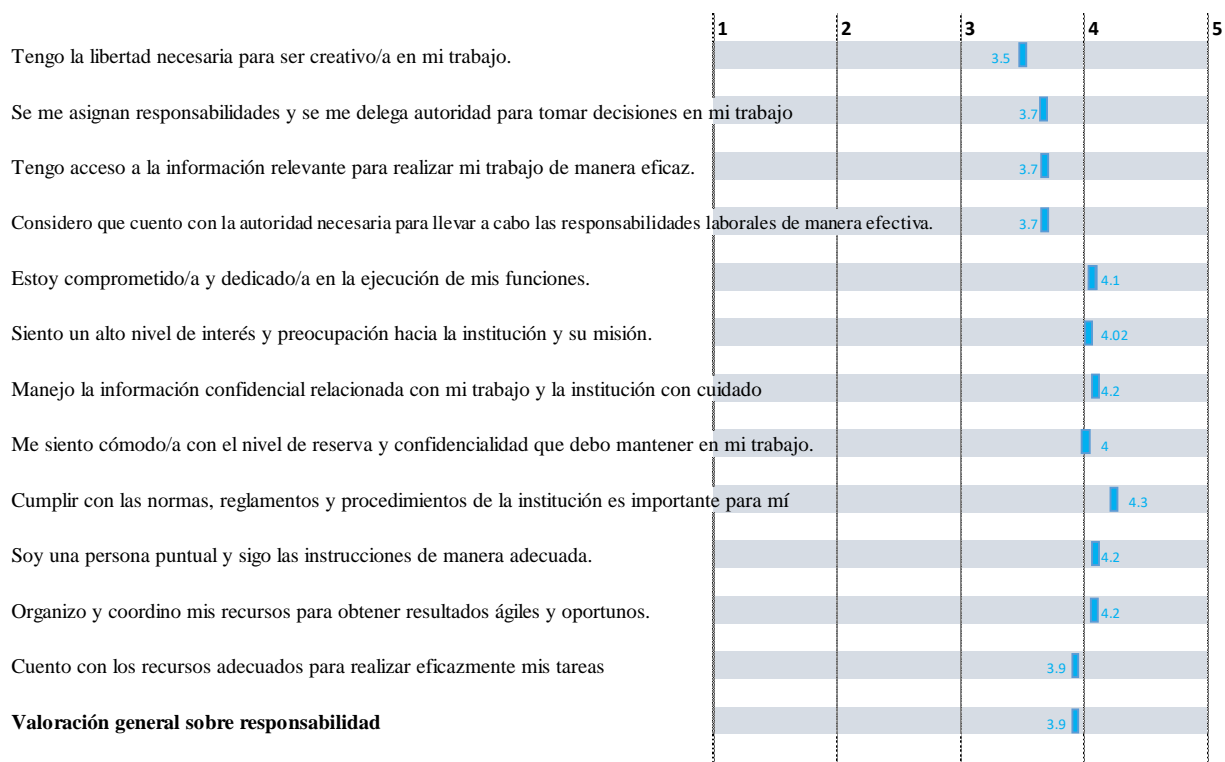 1 2 3 4 5
Tengo la libertad necesaria para ser creativo/a en mi trabajo. 3.5
Se me asignan responsabilidades y se me delega autoridad para tomar decisiones en mi trabajo 3.7
Tengo acceso a la información relevante para realizar mi trabajo de manera eficaz. 3.7
Considero que cuento con la autoridad necesaria para llevar a cabo las responsabilidades laborales de manera efectiva. 3.7
Estoy comprometido/a y dedicado/a en la ejecución de mis funciones. 4.1
Siento un alto nivel de interés y preocupación hacia la institución y su misión. 4.02
Manejo la información confidencial relacionada con mi trabajo y la institución con cuidado 4.2
Me siento cómodo/a con el nivel de reserva y confidencialidad que debo mantener en mi trabajo. 4
Cumplir con las normas, reglamentos y procedimientos de la institución es importante para mí 4.3
Soy una persona puntual y sigo las instrucciones de manera adecuada. 4.2
Organizo y coordino mis recursos para obtener resultados ágiles y oportunos. 4.2
Cuento con los recursos adecuados para realizar eficazmente mis tareas 3.9
Valoración general sobre responsabilidad 3.9